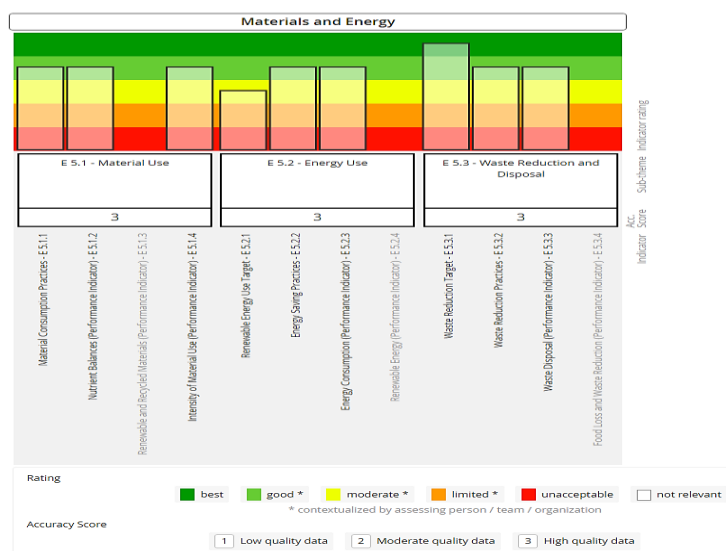 Materials and Energy
Indicator rating
E 5.1 - Material Use
E 5.2 - Energy Use
E 5.3 - Waste Reduction and
Disposal
Sub-theme
3
3
3
Acc.
Score
Indicator
Material Consumption Practices - E 5.1.1
Nutrient Balances (Performance Indicator) - E 5.1.2
Renewable and Recycled Materials (Performance Indicator) - E 5.1.3
Intensity of Material Use (Performance Indicator) - E 5.1.4
Renewable Energy Use Target - E 5.2.1
Energy Saving Practices - E 5.2.2
Energy Consumption (Performance Indicator) - E 5.2.3
Renewable Energy (Performance Indicator) - E 5.2.4
Waste Reduction Target - E 5.3.1
Waste Reduction Practices - E 5.3.2
Waste Disposal (Performance Indicator) - E 5.3.3
Food Loss and Waste Reduction (Performance Indicator) - E 5.3.4
Rating
best good * moderate * limited * unacceptable not relevant
* contextualized by assessing person / team / organization
Accuracy Score
1 Low quality data 2 Moderate quality data 3 High quality data